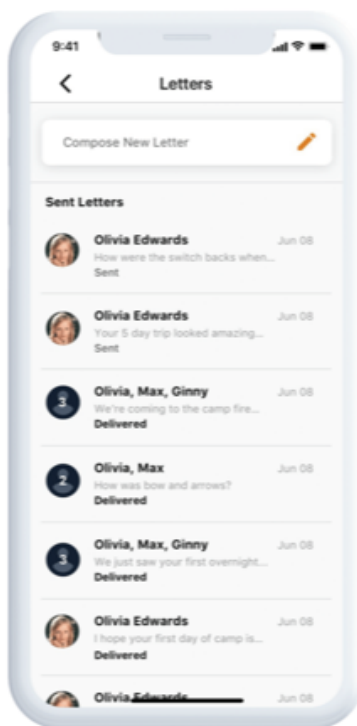 9:41
Letters
Compose New Letter
Sent Letters
Olivia Edwards Jun 08
How were the switch backs when...
Sent
Olivia Edwards Jun 08
Your 5 day trip looked amazing...
Sent
3
Olivia, Max, Ginny Jun 08
We're coming to the camp fire...
Delivered
2
Olivia, Max Jun 08
How was bow and arrows?
Delivered
3
Olivia, Max, Ginny Jun 08
We just saw your first overnight...
Delivered
Olivia Edwards Jun 08
I hope your first day of camp is...
Delivered
Olivia Edwards Jun 08